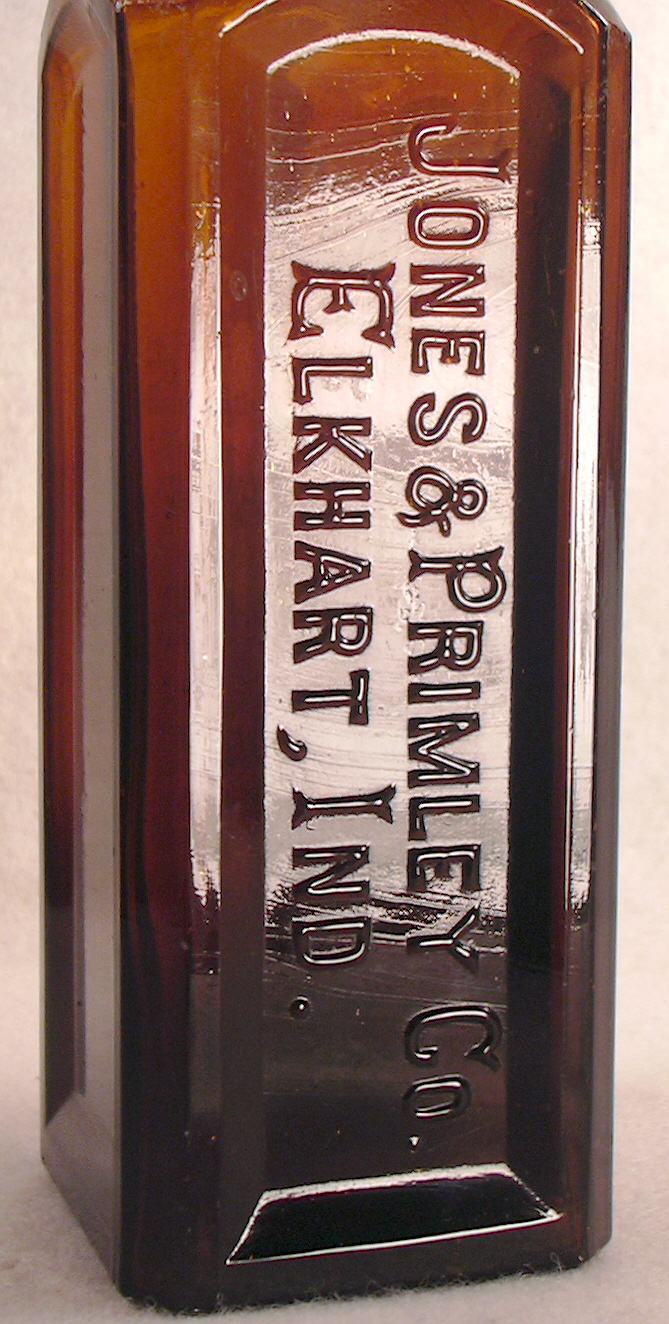 JONES & PRIMLEY CO.
ELKHART, IND.